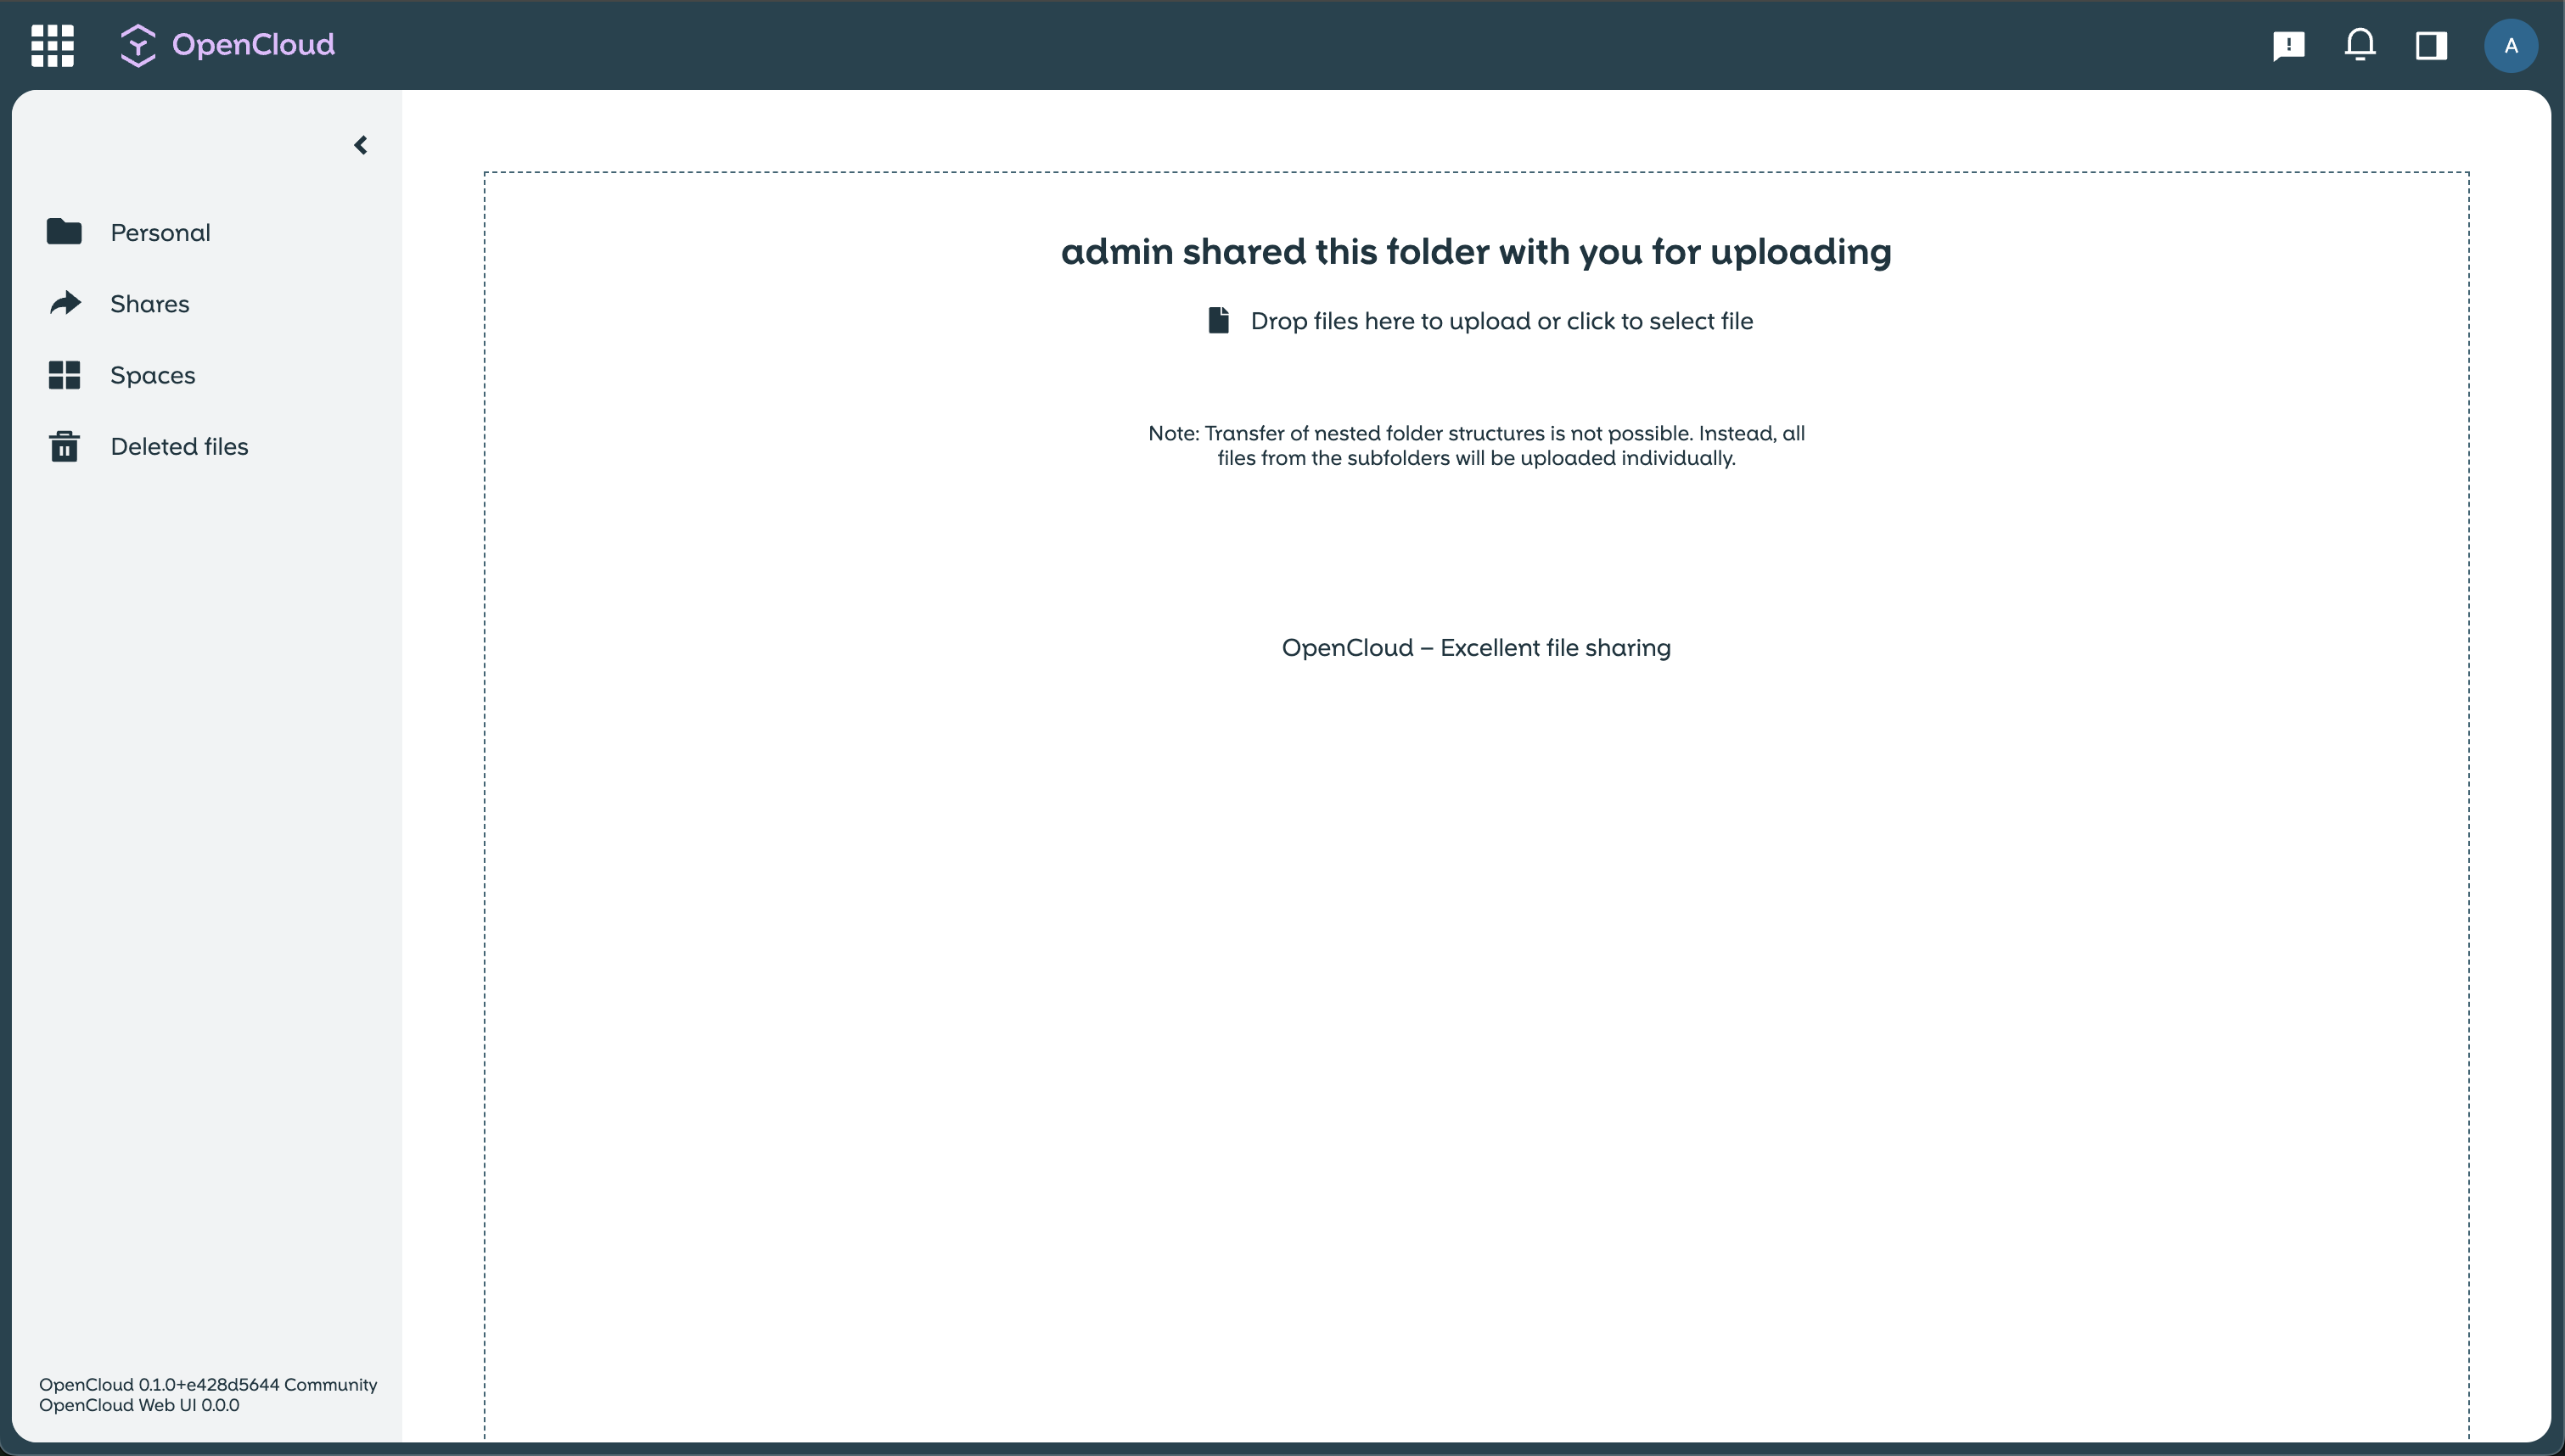 OpenCloud
A
Personal
Shares
Spaces
Deleted files
admin shared this folder with you for uploading
Drop files here to upload or click to select file
Note: Transfer of nested folder structures is not possible. Instead, all
files from the subfolders will be uploaded individually.
OpenCloud – Excellent file sharing
OpenCloud 0.1.0+e428d5644 Community
OpenCloud Web UI 0.0.0